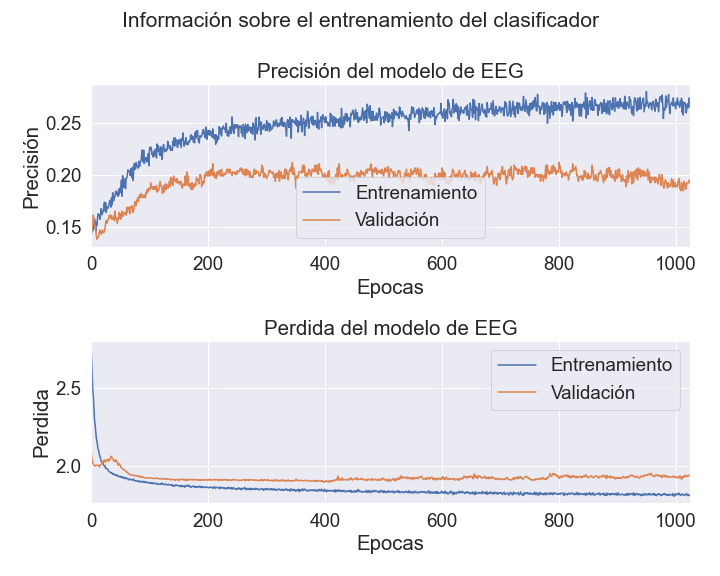 Información sobre el entrenamiento del clasificador
Precisión del modelo de EEG
Precisión
0.25
0.20
0.15
Entrenamiento
Validación
0 200 400 600 800 1000
Epocas
Perdida del modelo de EEG
Perdida
2.5
2.0
Entrenamiento
Validación
0 200 400 600 800 1000
Epocas